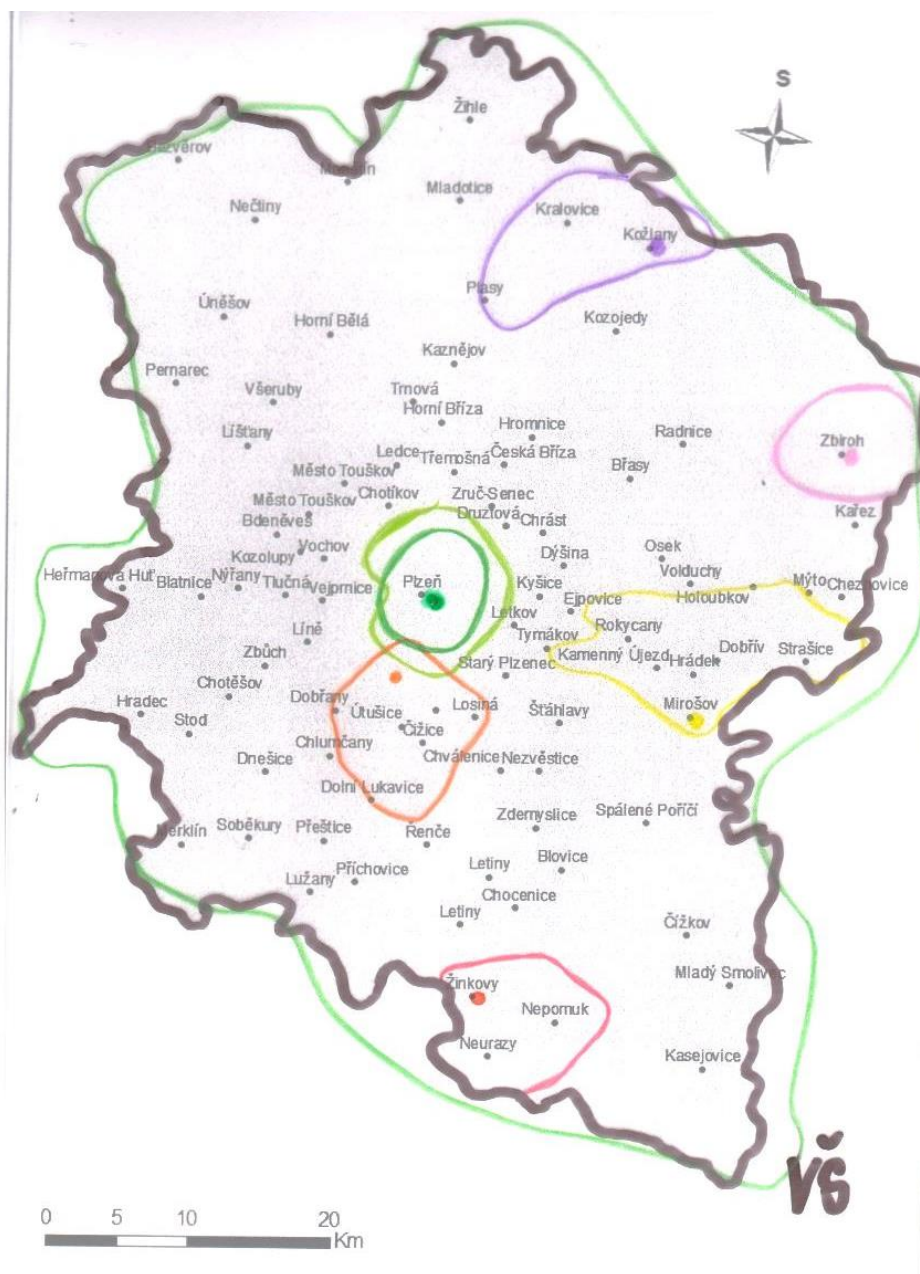 S
Žihle
Mladotice
Nečtiny
Kralovice
Kožlany
Plasy
Úněšov
Horní Bělá
Kozojedy
Kaznějov
Pernarec
Všeruby
Trnová
Horní Bříza
Hromnice
Líšťany
Radnice
Zbiroh
Ledce
Třemošná
Česká Bříza
Město Touškov
Břasy
Chotíkov
Zruč-Senec
Město Touškov
Druztová
Chrást
Kařez
Bdeněveš
Kozolupy
Vochov
Dýšina
Osek
Heřmanova Huť
Blatnice
Nýřany
Tlučná
Vejprnice
Plzeň
Kyšice
Volduchy
Holoubkov
Mýto
Cheznovice
Ejpovice
Letkov
Líně
Tymákov
Rokycany
Zbůch
Starý Plzenec
Kamenný Újezd
Hrádek
Dobřív
Strašice
Chotěšov
Hradec
Dobřany
Útušice
Losiná
Šťáhlavy
Mirošov
Stod
Čižice
Chlumčany
Chválenice
Nezvěstice
Dnešice
Dolní Lukavice
Zdemyslice
Spálené Poříčí
Merklín
Soběkury
Přeštice
Řenče
Příchovice
Letiny
Blovice
Lužany
Chocenice
Letiny
Čížkov
Mladý Smolivec
Žinkovy
Nepomuk
Neurazy
Kasejovice
VŠ
0 5 10 20
Km